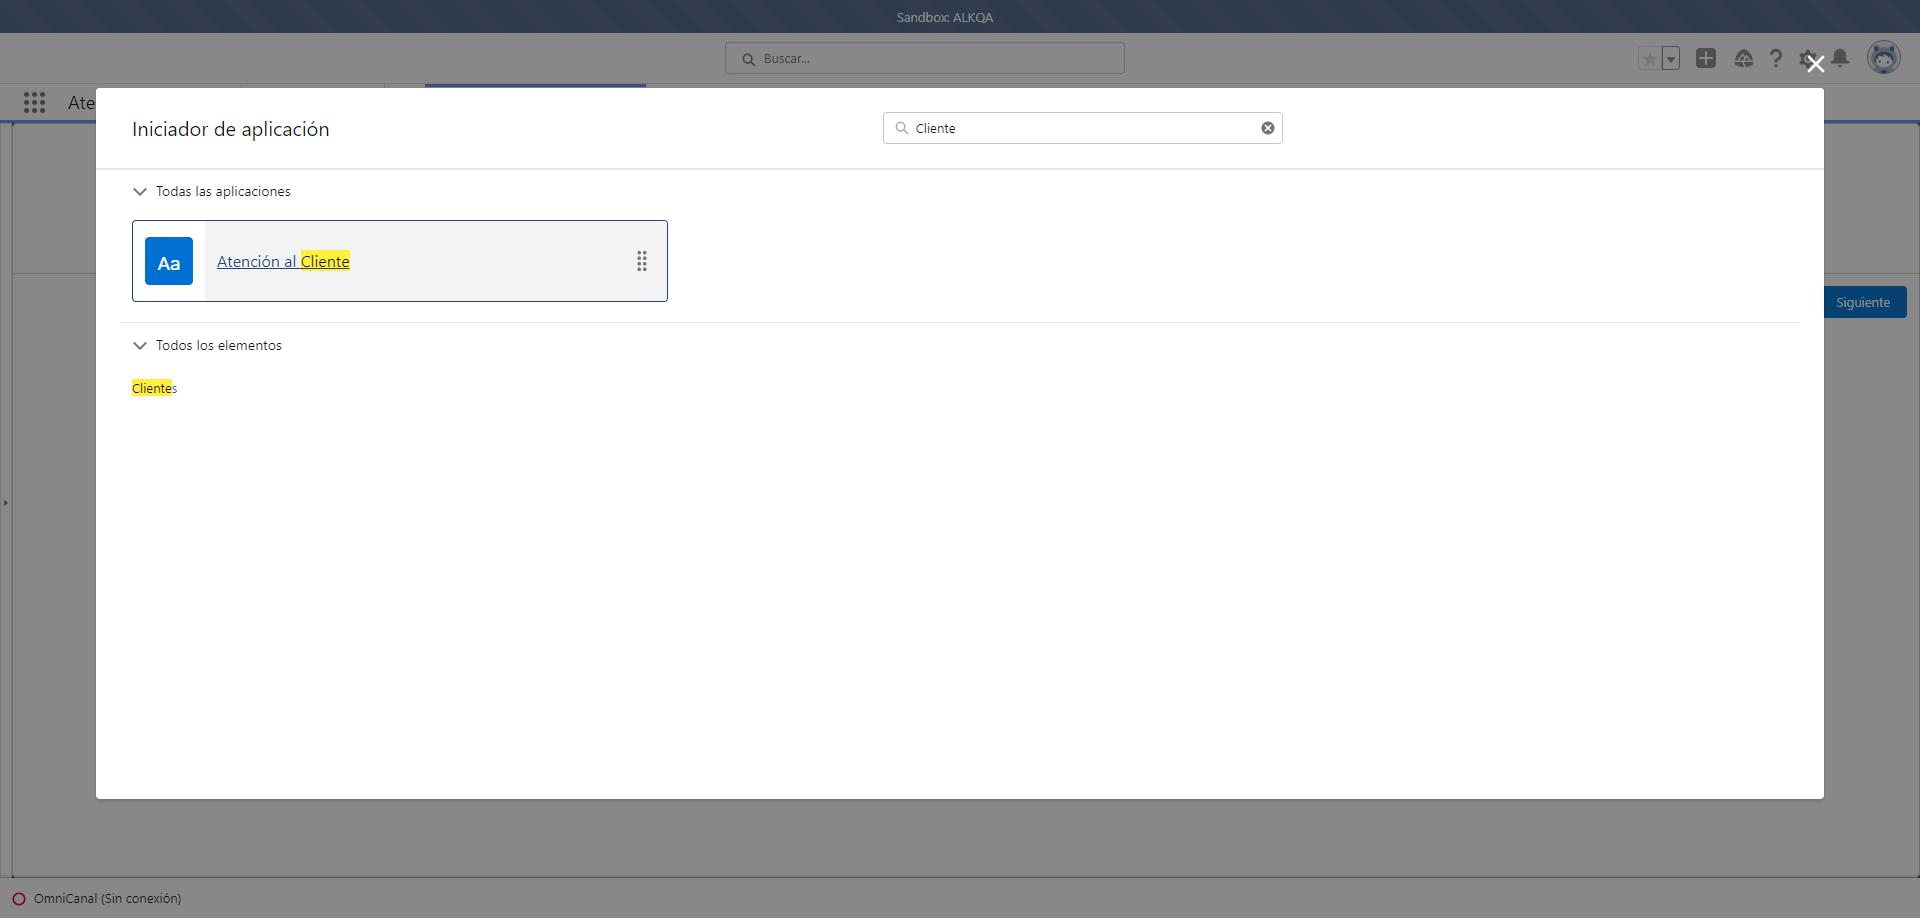 Sandbox: ALKQA
Buscar...
Ate
Iniciador de aplicación
Cliente
Todas las aplicaciones
Aa
Atención al Cliente
Siguiente
Todos los elementos
Clientes
OmniCanal (Sin conexión)